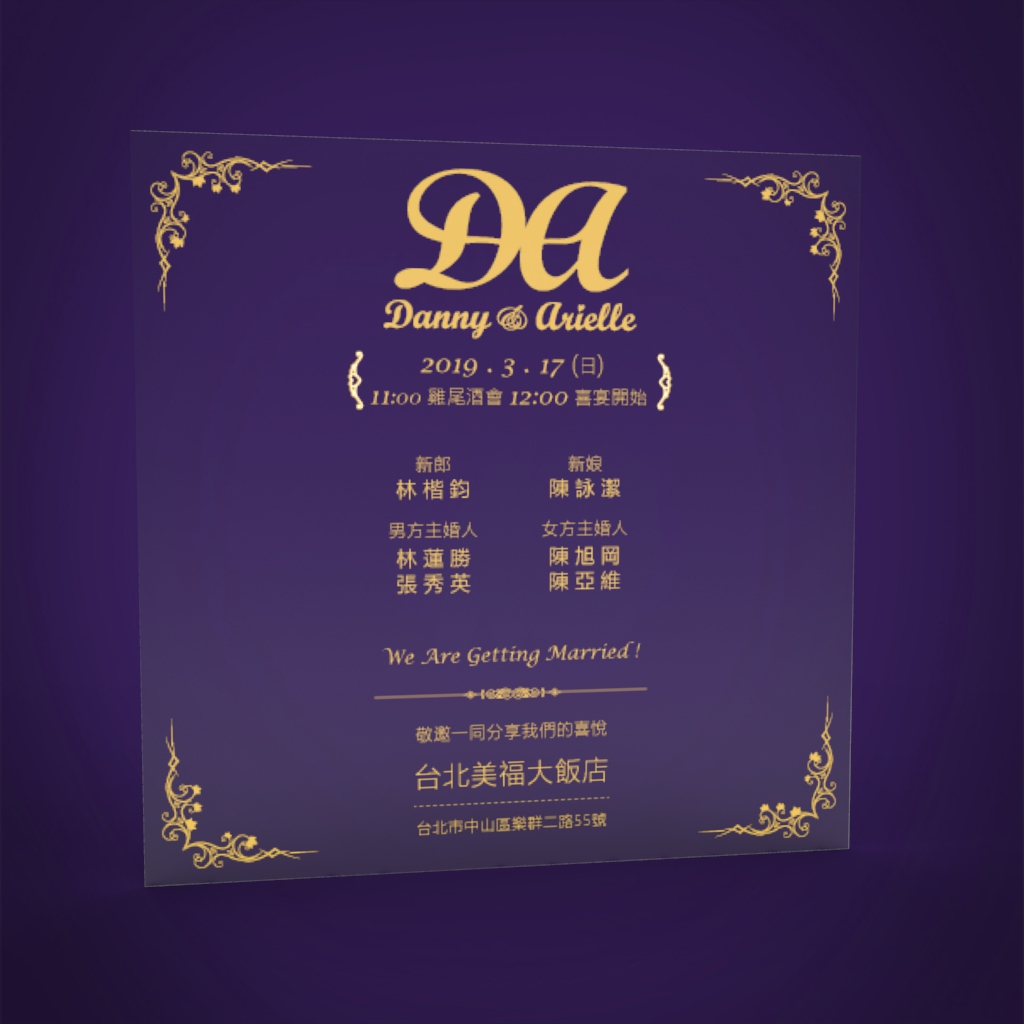 DA
Danny & Arielle
2019 . 3 . 17 (日)
11:00 雞尾酒會 12:00 喜宴開始
新郎 新娘
林楷鈞 陳詠潔
男方主婚人 女方主婚人
林蓮勝 陳旭岡
張秀英 陳亞維
We Are Getting Married !
敬邀一同分享我們的喜悅
台北美福大飯店
台北市中山區樂群二路55號